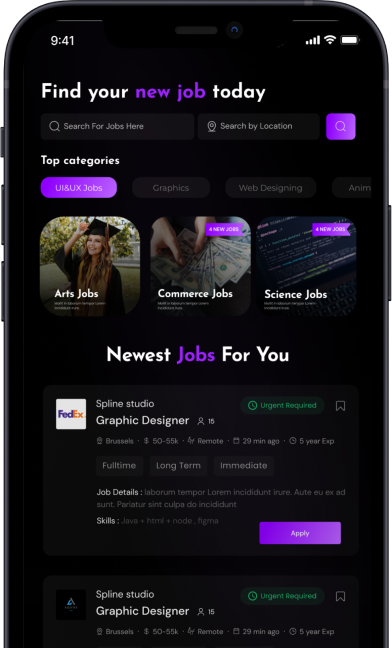 9:41
Find your new job today
Search For Jobs Here
Search by Location
Top categories
UI&UX Jobs
Graphics
Web Designing
Anim
4 NEW JOBS
4 NEW JOBS
Arts Jobs
Commerce Jobs
Science Jobs
Newest Jobs For You
FedEx
Spline studio
Urgent Required
Graphic Designer 15
Brussels · $ 50-55k · Remote · 29 min ago · 5 year Exp
Fulltime
Long Term
Immediate
Job Details : laborum tempor Lorem incididunt irure. Aute eu ex ad
sunt. Pariatur sint culpa do incididunt
Skills : Java + html + node , figma
Apply
Spline studio
Urgent Required
Graphic Designer 15
Brussels · $ 50-55k · Remote · 29 min ago · 5 year Exp